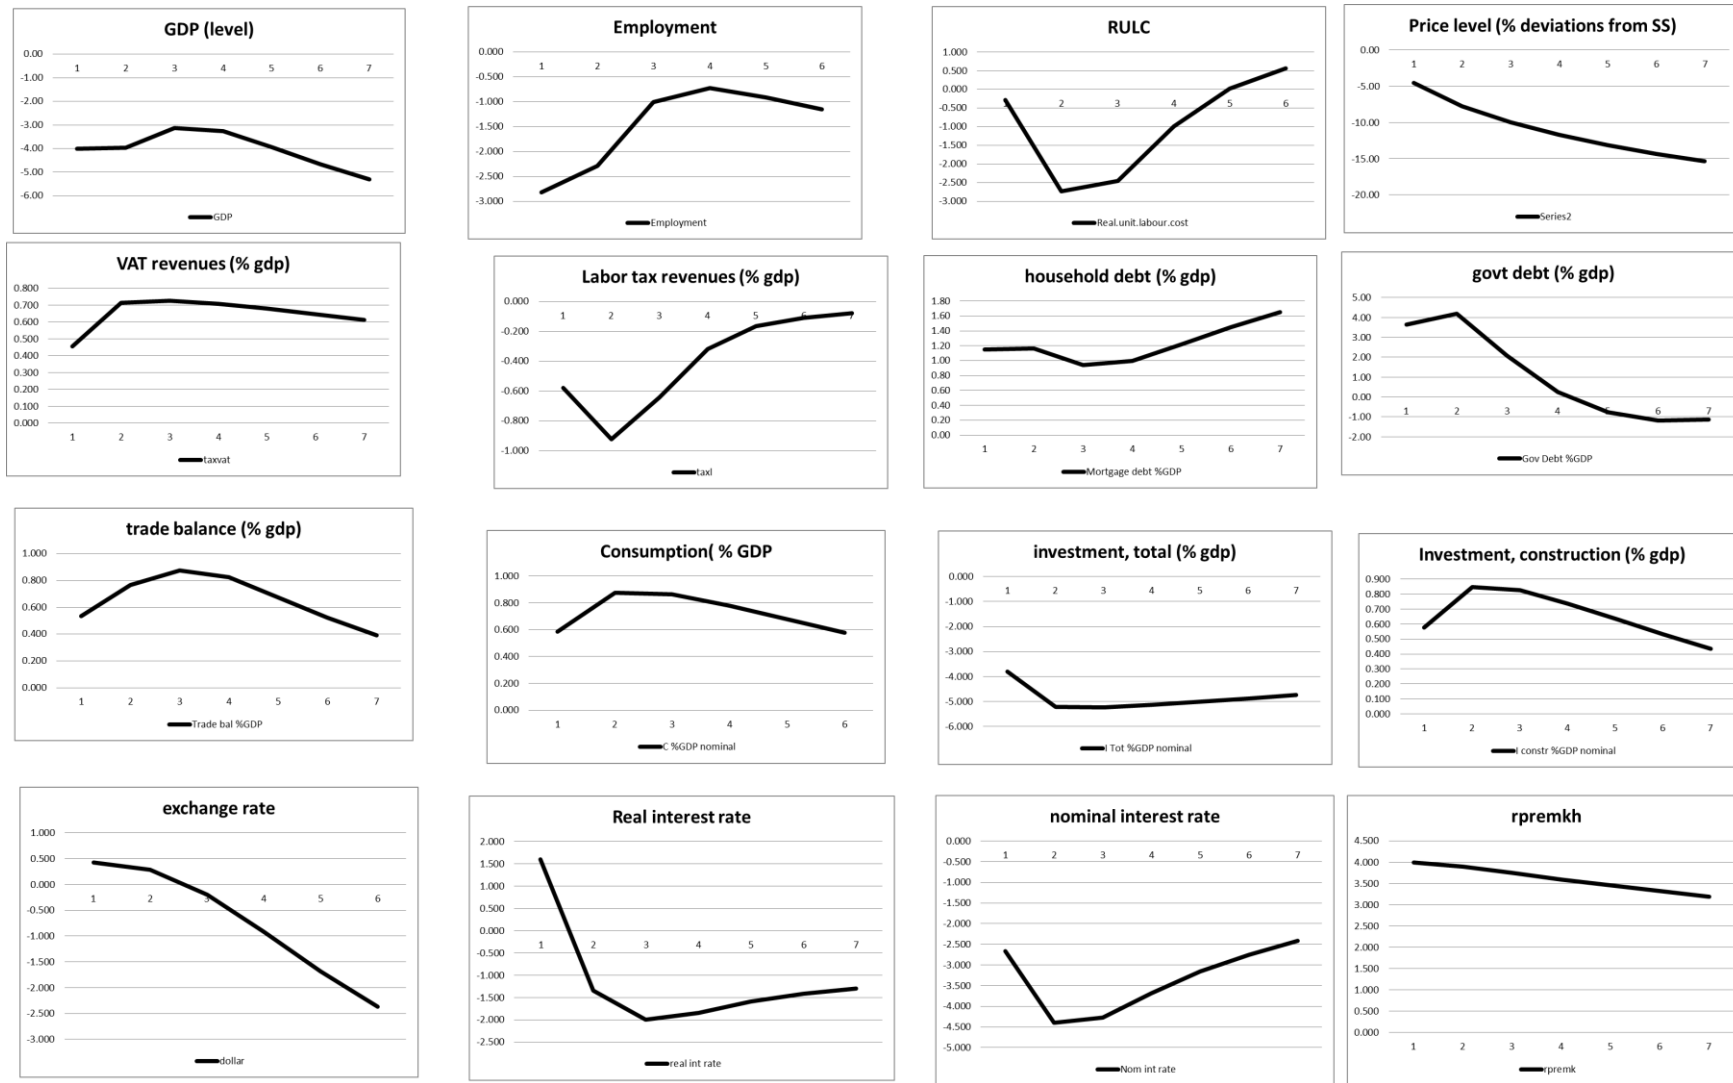 GDP (level)
0.00
-1.00
-2.00
-3.00
-4.00
-5.00
-6.00
1 2 3 4 5 6 7
GDP
Employment
0.000
-0.500
-1.000
-1.500
-2.000
-2.500
-3.000
1 2 3 4 5 6
Employment
RULC
1.000
0.500
0.000
-0.500
-1.000
-1.500
-2.000
-2.500
-3.000
1 2 3 4 5 6
Real.unit.labour.cost
Price level (% deviations from SS)
0.00
-5.00
-10.00
-15.00
-20.00
1 2 3 4 5 6 7
Series2
VAT revenues (% gdp)
0.800
0.700
0.600
0.500
0.400
0.300
0.200
0.100
0.000
1 2 3 4 5 6 7
taxvat
Labor tax revenues (% gdp)
0.000
-0.200
-0.400
-0.600
-0.800
-1.000
1 2 3 4 5 6 7
taxl
household debt (% gdp)
1.80
1.60
1.40
1.20
1.00
0.80
0.60
0.40
0.20
0.00
1 2 3 4 5 6 7
Mortgage debt %GDP
govt debt (% gdp)
5.00
4.00
3.00
2.00
1.00
0.00
-1.00
-2.00
1 2 3 4 5 6 7
Gov Debt %GDP
trade balance (% gdp)
1.000
0.800
0.600
0.400
0.200
0.000
1 2 3 4 5 6 7
Trade bal %GDP
Consumption( % GDP
1.000
0.800
0.600
0.400
0.200
0.000
1 2 3 4 5 6
C %GDP nominal
investment, total (% gdp)
0.000
-1.000
-2.000
-3.000
-4.000
-5.000
-6.000
1 2 3 4 5 6 7
I Tot %GDP nominal
Investment, construction (% gdp)
0.900
0.800
0.700
0.600
0.500
0.400
0.300
0.200
0.100
0.000
1 2 3 4 5 6 7
I constr %GDP nominal
exchange rate
1.000
0.500
0.000
-0.500
-1.000
-1.500
-2.000
-2.500
-3.000
1 2 3 4 5 6
dollar
Real interest rate
2.000
1.500
1.000
0.500
0.000
-0.500
-1.000
-1.500
-2.000
-2.500
1 2 3 4 5 6 7
real int rate
nominal interest rate
0.000
-0.500
-1.000
-1.500
-2.000
-2.500
-3.000
-3.500
-4.000
-4.500
-5.000
1 2 3 4 5 6 7
Nom int rate
rpremkh
4.500
4.000
3.500
3.000
2.500
2.000
1.500
1.000
0.500
0.000
1 2 3 4 5 6 7
rpremk